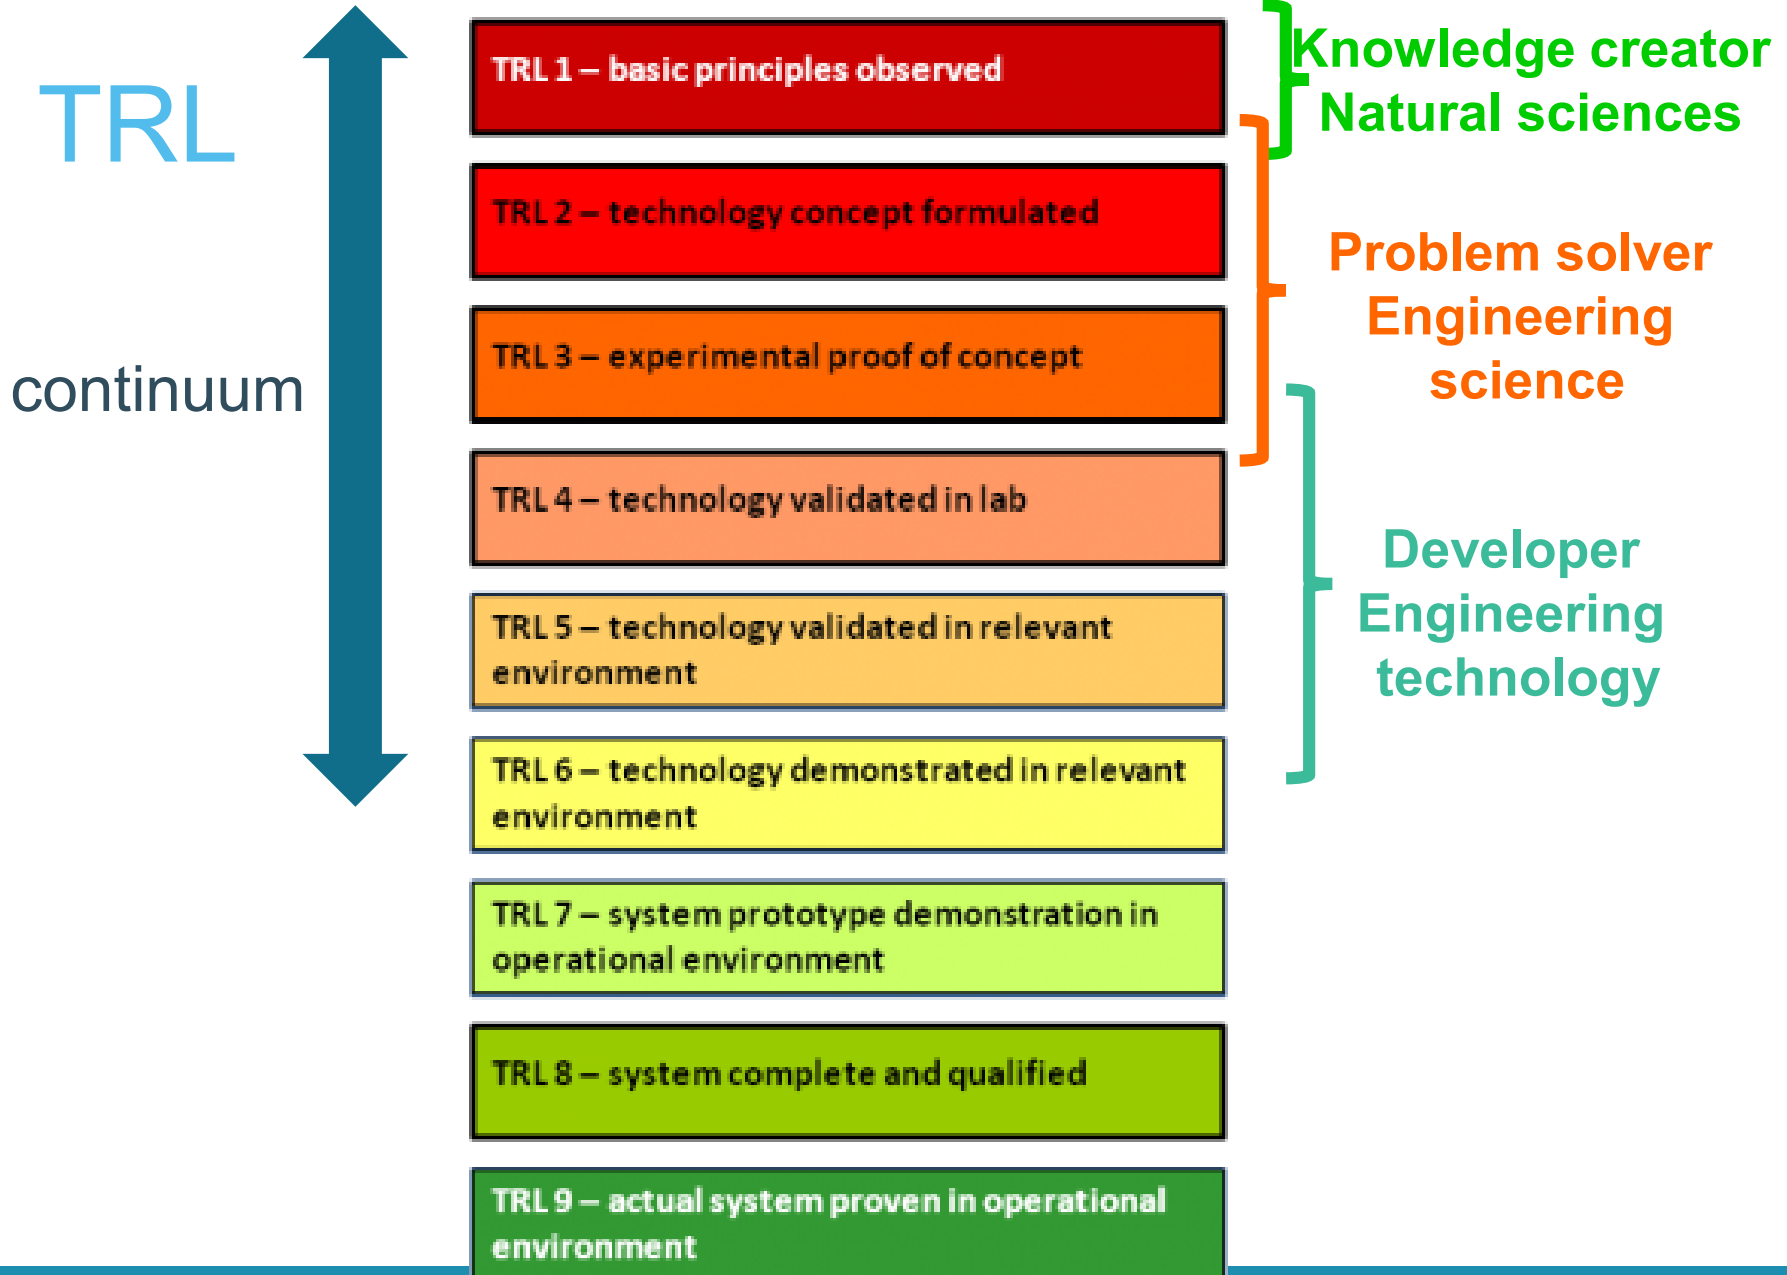 TRL
continuum
TRL 1 – basic principles observed
TRL 2 – technology concept formulated
TRL 3 – experimental proof of concept
TRL 4 – technology validated in lab
TRL 5 – technology validated in relevant
environment
TRL 6 – technology demonstrated in relevant
environment
TRL 7 – system prototype demonstration in
operational environment
TRL 8 – system complete and qualified
TRL 9 – actual system proven in operational
environment
Knowledge creator
Natural sciences
Problem solver
Engineering
science
Developer
Engineering
technology